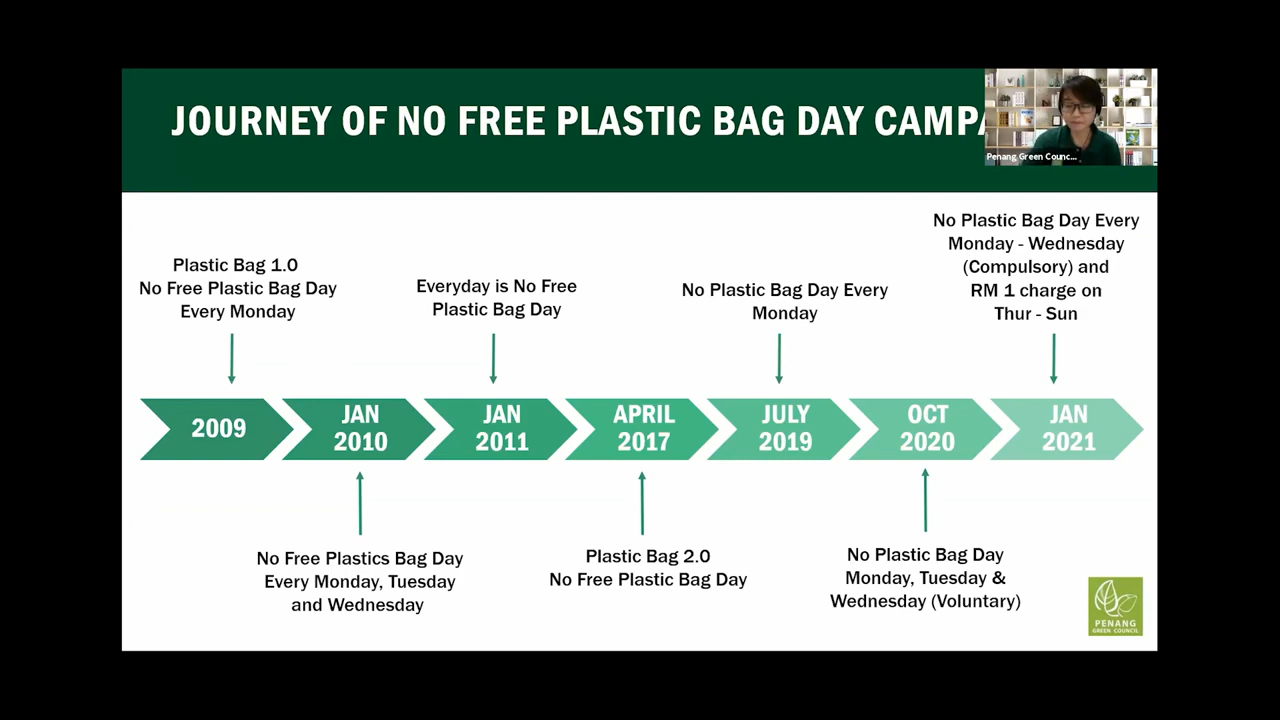 JOURNEY OF NO FREE PLASTIC BAG DAY
Penang Green Counc...
Plastic Bag 1.0
No Free Plastic Bag Day
Every Monday
Everyday is No Free
Plastic Bag Day
No Plastic Bag Day Every
Monday
No Plastic Bag Day Every
Monday - Wednesday
(Compulsory) and
RM 1 charge on
Thur - Sun
2009
JAN
2010
JAN
2011
APRIL
2017
JULY
2019
OCT
2020
JAN
2021
No Free Plastics Bag Day
Every Monday, Tuesday
and Wednesday
Plastic Bag 2.0
No Free Plastic Bag Day
No Plastic Bag Day
Monday, Tuesday &
Wednesday (Voluntary)
PENANG
GREEN COUNCIL